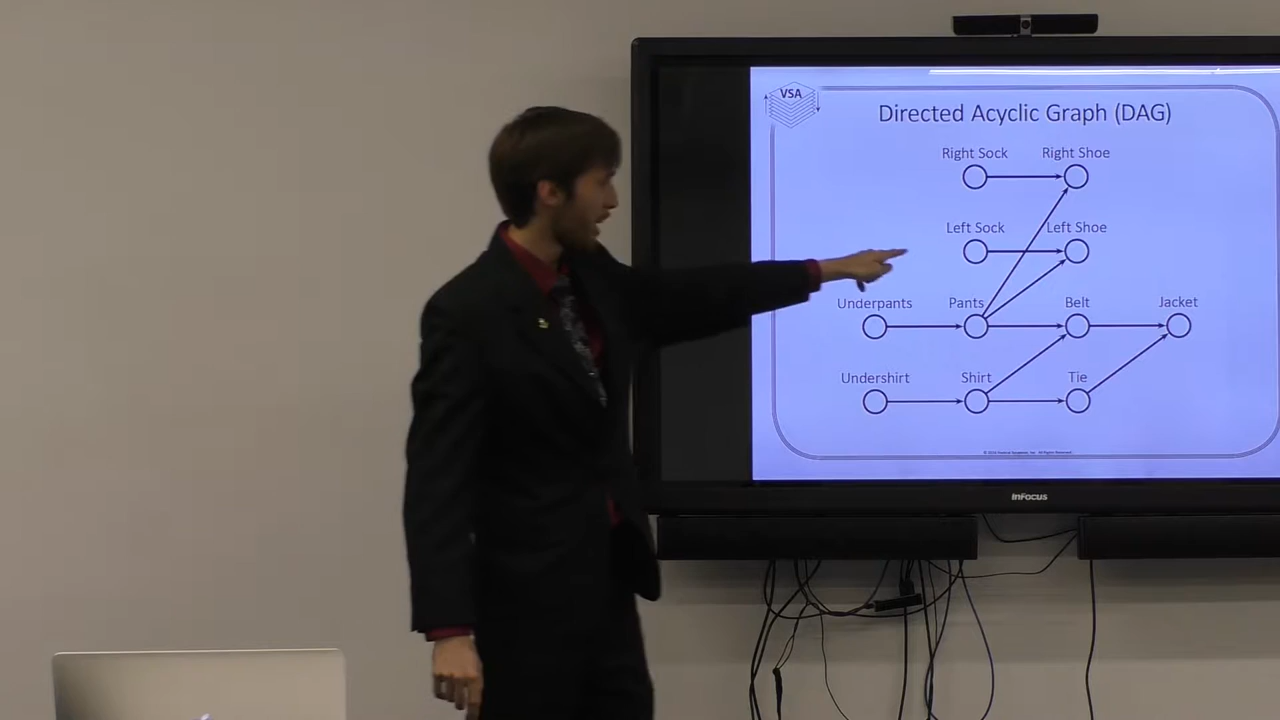 VSA
Directed Acyclic Graph (DAG)
Right Sock Right Shoe
Left Sock Left Shoe
Underpants Pants Belt Jacket
Undershirt Shirt Tie
InFocus